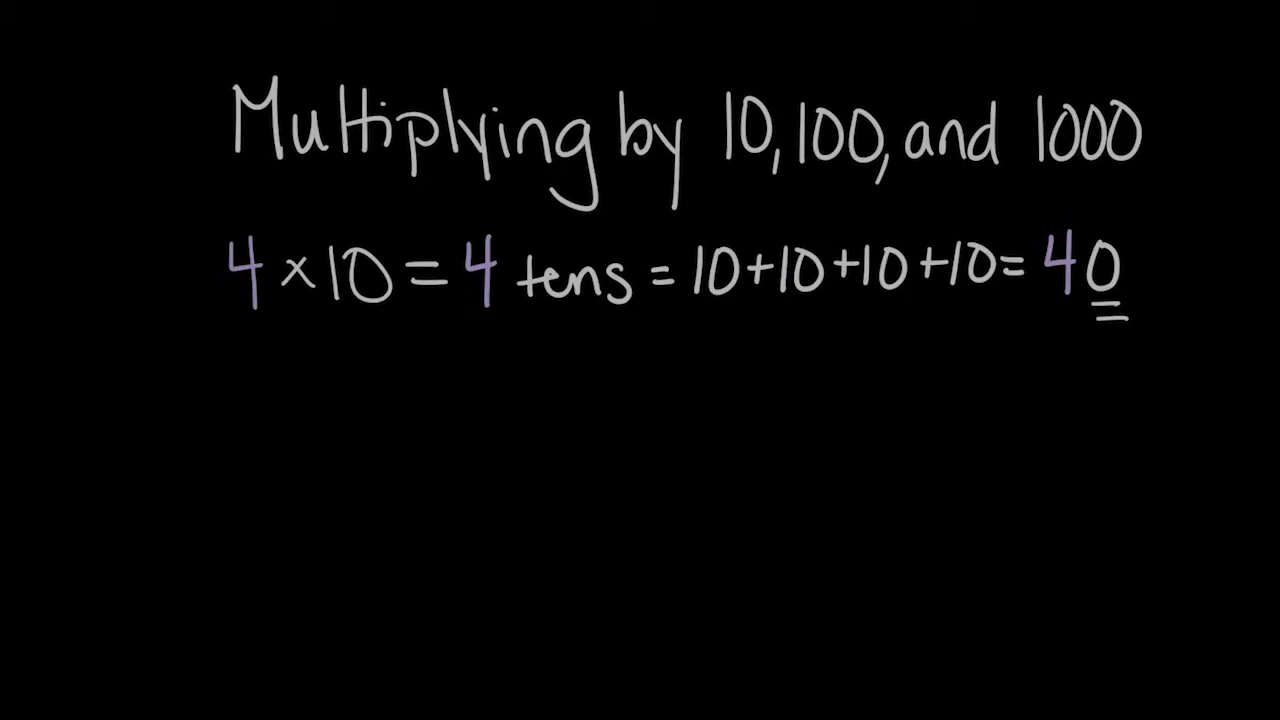 Multiplying by 10, 100, and 1000
4 × 10 = 4 tens = 10+10+10+10= 40